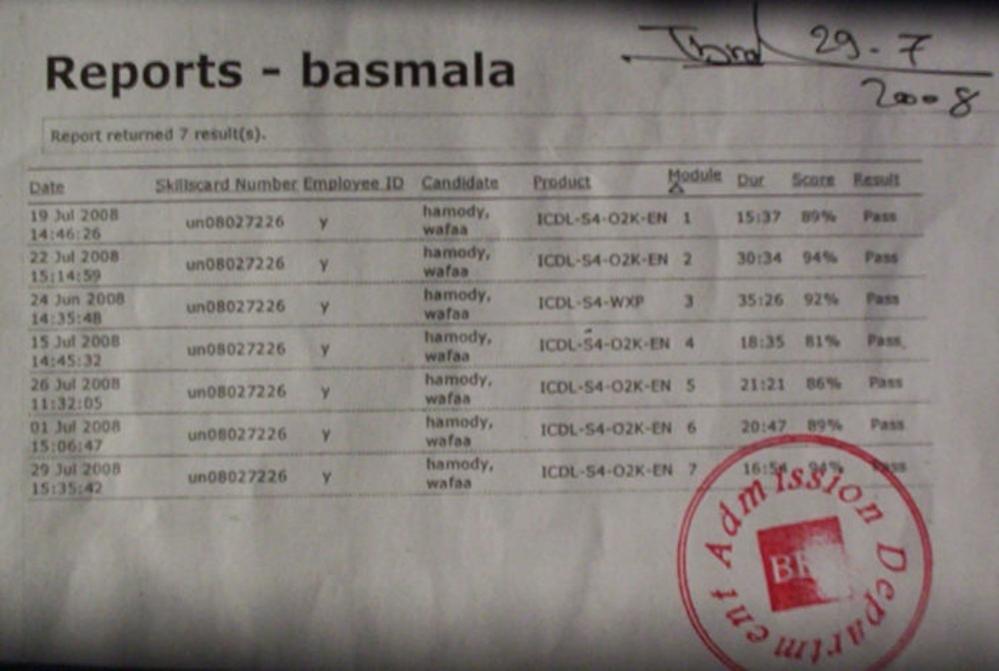 29-7
2008
Reports - basmala
Report returned 7 result(s).
Date Skillscard Number Employee ID Candidate Product Module Dur Score Result
19 Jul 2008 14:46:26 un08027226 y hamody, wafaa ICDL-S4-O2K-EN 1 15:37 89% Pass
22 Jul 2008 15:14:59 un08027226 y hamody, wafaa ICDL-S4-O2K-EN 2 30:34 94% Pass
24 Jun 2008 14:35:48 un08027226 y hamody, wafaa ICDL-S4-WXP 3 35:26 92% Pass
15 Jul 2008 14:45:32 un08027226 y hamody, wafaa ICDL-S4-O2K-EN 4 18:35 81% Pass
26 Jul 2008 11:32:05 un08027226 y hamody, wafaa ICDL-S4-O2K-EN 5 21:21 86% Pass
01 Jul 2008 15:06:47 un08027226 y hamody, wafaa ICDL-S4-O2K-EN 6 20:47 89% Pass
29 Jul 2008 15:35:42 un08027226 y hamody, wafaa ICDL-S4-O2K-EN 7 16:54 94% Pass
Admission Department